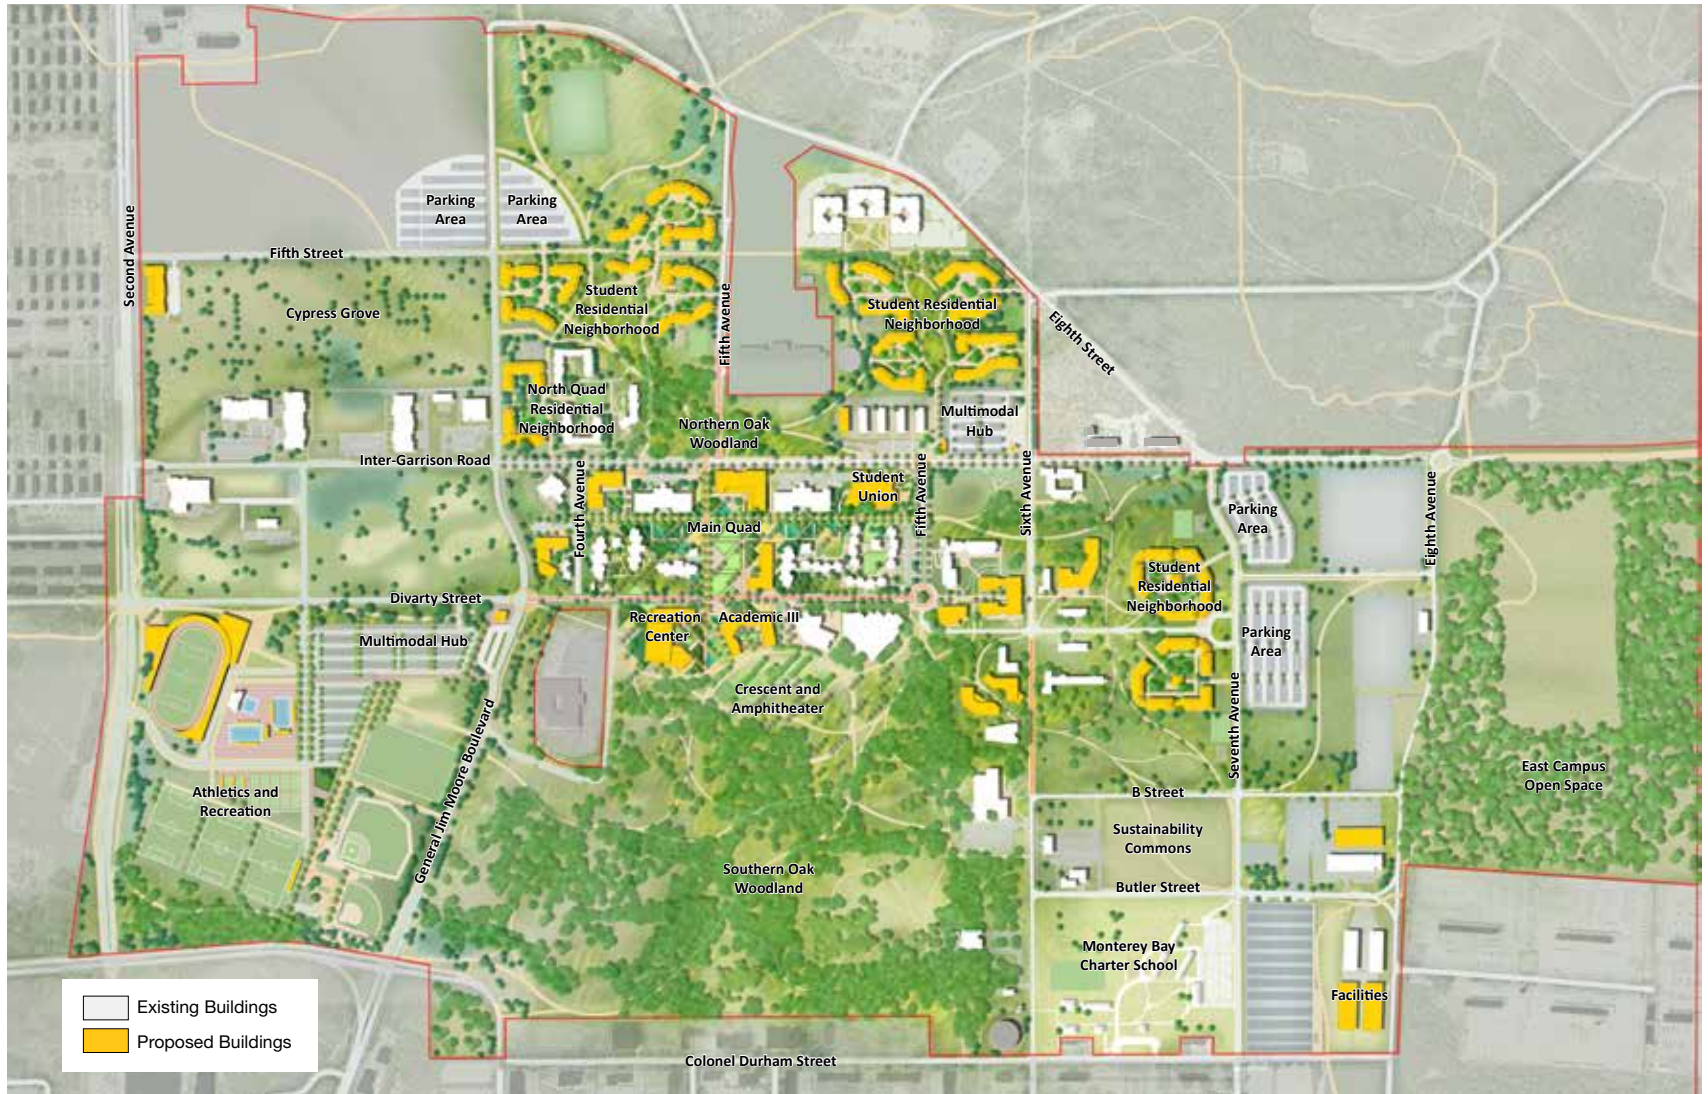 Parking
Area
Parking
Area
Second Avenue
Fifth Street
Cypress Grove
Student
Residential
Neighborhood
Fifth Avenue
Student Residential
Neighborhood
Eighth Street
North Quad
Residential
Neighborhood
Northern Oak
Woodland
Multimodal
Hub
Inter-Garrison Road
Fourth Avenue
Student
Union
Fifth Avenue
Sixth Avenue
Parking
Area
Eighth Avenue
Main Quad
Student
Residential
Neighborhood
Divarty Street
Multimodal Hub
Recreation
Center
Academic III
Parking
Area
Crescent and
Amphitheater
General Jim Moore Boulevard
Seventh Avenue
Athletics and
Recreation
B Street
East Campus
Open Space
Sustainability
Commons
Southern Oak
Woodland
Butler Street
Monterey Bay
Charter School
Facilities
Existing Buildings
Proposed Buildings
Colonel Durham Street